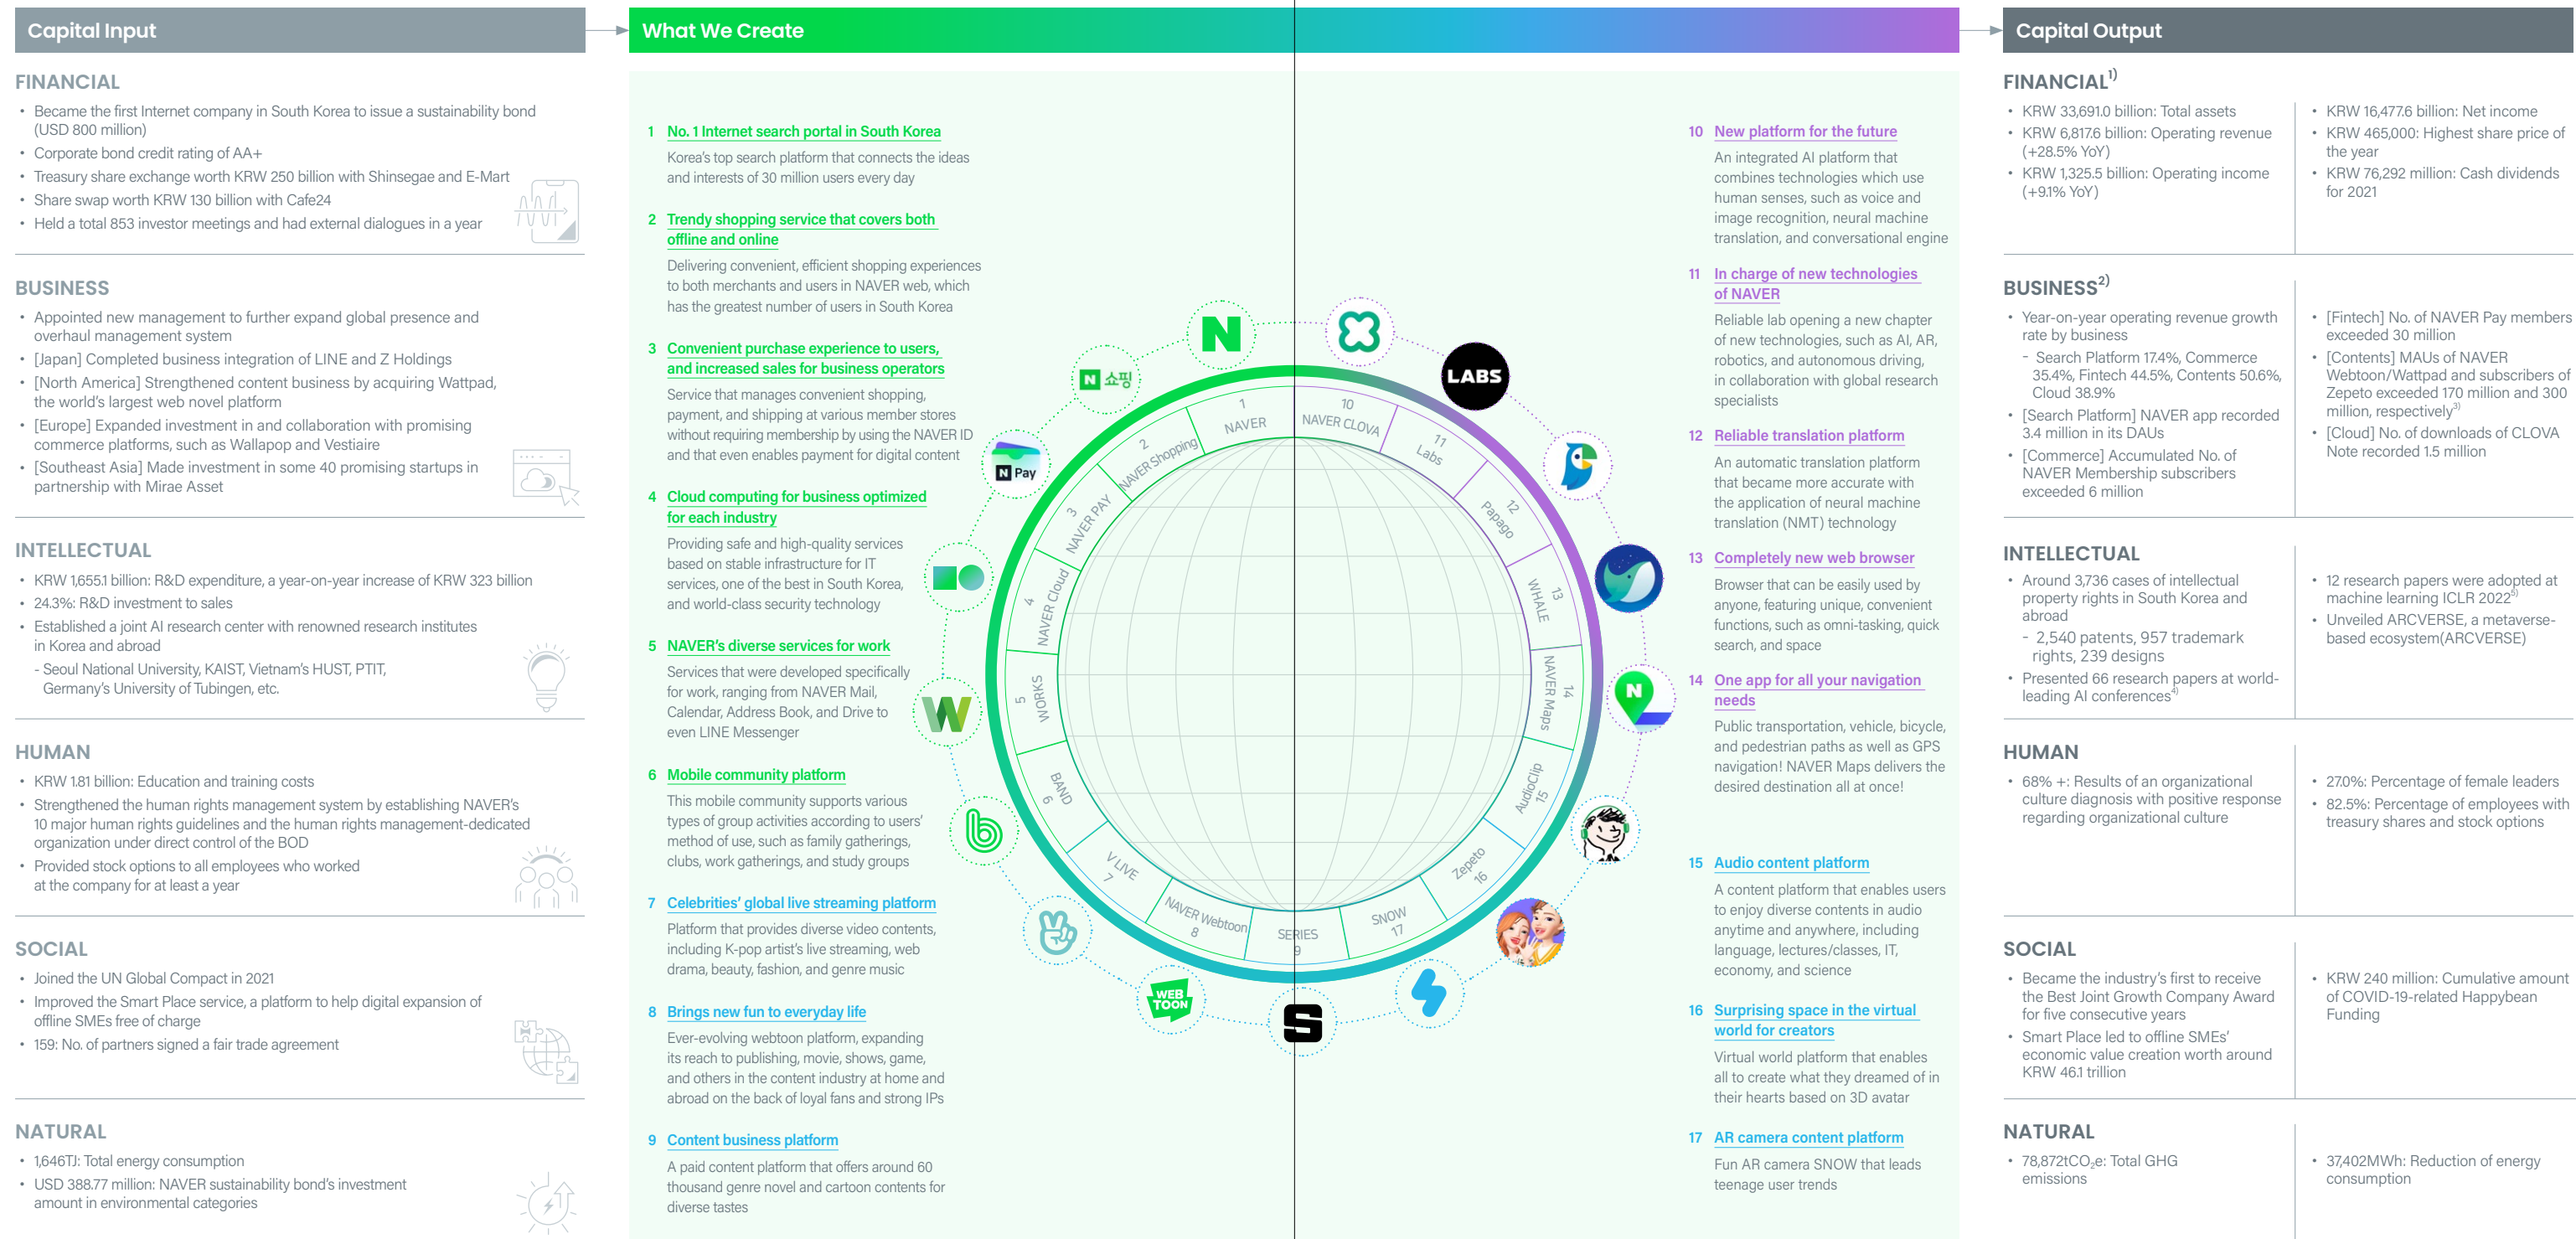 Capital Input
FINANCIAL
• Became the first Internet company in South Korea to issue a sustainability bond
(USD 800 million)
• Corporate bond credit rating of AA+
• Treasury share exchange worth KRW 250 billion with Shinsegae and E-Mart
• Share swap worth KRW 130 billion with Cafe24
• Held a total 853 investor meetings and had external dialogues in a year
BUSINESS
• Appointed new management to further expand global presence and
overhaul management system
• [Japan] Completed business integration of LINE and Z Holdings
• [North America] Strengthened content business by acquiring Wattpad,
the world's largest web novel platform
• [Europe] Expanded investment in and collaboration with promising
commerce platforms, such as Wallapop and Vestiaire
• [Southeast Asia] Made investment in some 40 promising startups in
partnership with Mirae Asset
INTELLECTUAL
• KRW 1,655.1 billion: R&D expenditure, a year-on-year increase of KRW 323 billion
• 24.3%: R&D investment to sales
• Established a joint AI research center with renowned research institutes
in Korea and abroad
- Seoul National University, KAIST, Vietnam's HUST, PTIT,
Germany's University of Tubingen, etc.
HUMAN
• KRW 1.81 billion: Education and training costs
• Strengthened the human rights management system by establishing NAVER's
10 major human rights guidelines and the human rights management-dedicated
organization under direct control of the BOD
• Provided stock options to all employees who worked
at the company for at least a year
SOCIAL
• Joined the UN Global Compact in 2021
• Improved the Smart Place service, a platform to help digital expansion of
offline SMEs free of charge
• 159: No. of partners signed a fair trade agreement
NATURAL
• 1,646TJ: Total energy consumption
• USD 388.77 million: NAVER sustainability bond's investment
amount in environmental categories
What We Create
1 No. 1 Internet search portal in South Korea
Korea's top search platform that connects the ideas
and interests of 30 million users every day
2 Trendy shopping service that covers both
offline and online
Delivering convenient, efficient shopping experiences
to both merchants and users in NAVER web, which
has the greatest number of users in South Korea
3 Convenient purchase experience to users,
and increased sales for business operators
Service that manages convenient shopping,
payment, and shipping at various member stores
without requiring membership by using the NAVER ID
and that even enables payment for digital content
4 Cloud computing for business optimized
for each industry
Providing safe and high-quality services
based on stable infrastructure for IT
services, one of the best in South Korea,
and world-class security technology
5 NAVER's diverse services for work
Services that were developed specifically
for work, ranging from NAVER Mail,
Calendar, Address Book, and Drive to
even LINE Messenger
6 Mobile community platform
This mobile community supports various
types of group activities according to users'
method of use, such as family gatherings,
clubs, work gatherings, and study groups
7 Celebrities' global live streaming platform
Platform that provides diverse video contents,
including K-pop artist's live streaming, web
drama, beauty, fashion, and genre music
8 Brings new fun to everyday life
Ever-evolving webtoon platform, expanding
its reach to publishing, movie, shows, game,
and others in the content industry at home and
abroad on the back of loyal fans and strong IPs
9 Content business platform
A paid content platform that offers around 60
thousand genre novel and cartoon contents for
diverse tastes
N
N 쇼핑
N Pay
W
b
WEB
TOON
S
LABS
N
1
NAVER
2
NAVER Shopping
3
NAVER PAY
4
NAVER Cloud
5
WORKS
BAND
6
V LIVE
7
NAVER Webtoon
8
SERIES
9
10
NAVER CLOVA
11
Labs
12
Papago
13
WHALE
14
NAVER Maps
AudioClip
15
Zepeto
16
SNOW
17
10 New platform for the future
An integrated AI platform that
combines technologies which use
human senses, such as voice and
image recognition, neural machine
translation, and conversational engine
11 In charge of new technologies
of NAVER
Reliable lab opening a new chapter
of new technologies, such as AI, AR,
robotics, and autonomous driving,
in collaboration with global research
specialists
12 Reliable translation platform
An automatic translation platform
that became more accurate with
the application of neural machine
translation (NMT) technology
13 Completely new web browser
Browser that can be easily used by
anyone, featuring unique, convenient
functions, such as omni-tasking, quick
search, and space
14 One app for all your navigation
needs
Public transportation, vehicle, bicycle,
and pedestrian paths as well as GPS
navigation! NAVER Maps delivers the
desired destination all at once!
15 Audio content platform
A content platform that enables users
to enjoy diverse contents in audio
anytime and anywhere, including
language, lectures/classes, IT,
economy, and science
16 Surprising space in the virtual
world for creators
Virtual world platform that enables
all to create what they dreamed of in
their hearts based on 3D avatar
17 AR camera content platform
Fun AR camera SNOW that leads
teenage user trends
Capital Output
FINANCIAL1)
• KRW 33,691.0 billion: Total assets
• KRW 6,817.6 billion: Operating revenue
(+28.5% YoY)
• KRW 1,325.5 billion: Operating income
(+9.1% YoY)
• KRW 16,477.6 billion: Net income
• KRW 465,000: Highest share price of
the year
• KRW 76,292 million: Cash dividends
for 2021
BUSINESS2)
• Year-on-year operating revenue growth
rate by business
- Search Platform 17.4%, Commerce
35.4%, Fintech 44.5%, Contents 50.6%,
Cloud 38.9%
• [Search Platform] NAVER app recorded
3.4 million in its DAUs
• [Commerce] Accumulated No. of
NAVER Membership subscribers
exceeded 6 million
• [Fintech] No. of NAVER Pay members
exceeded 30 million
• [Contents] MAUs of NAVER
Webtoon/Wattpad and subscribers of
Zepeto exceeded 170 million and 300
million, respectively3)
• [Cloud] No. of downloads of CLOVA
Note recorded 1.5 million
INTELLECTUAL
• Around 3,736 cases of intellectual
property rights in South Korea and
abroad
- 2,540 patents, 957 trademark
rights, 239 designs
• Presented 66 research papers at world-
leading AI conferences4)
• 12 research papers were adopted at
machine learning ICLR 20225)
• Unveiled ARCVERSE, a metaverse-
based ecosystem(ARCVERSE)
HUMAN
• 68% +: Results of an organizational
culture diagnosis with positive response
regarding organizational culture
• 27.0%: Percentage of female leaders
• 82.5%: Percentage of employees with
treasury shares and stock options
SOCIAL
• Became the industry's first to receive
the Best Joint Growth Company Award
for five consecutive years
• Smart Place led to offline SMEs'
economic value creation worth around
KRW 46.1 trillion
• KRW 240 million: Cumulative amount
of COVID-19-related Happybean
Funding
NATURAL
• 78,872tCO2e: Total GHG
emissions
• 37,402MWh: Reduction of energy
consumption